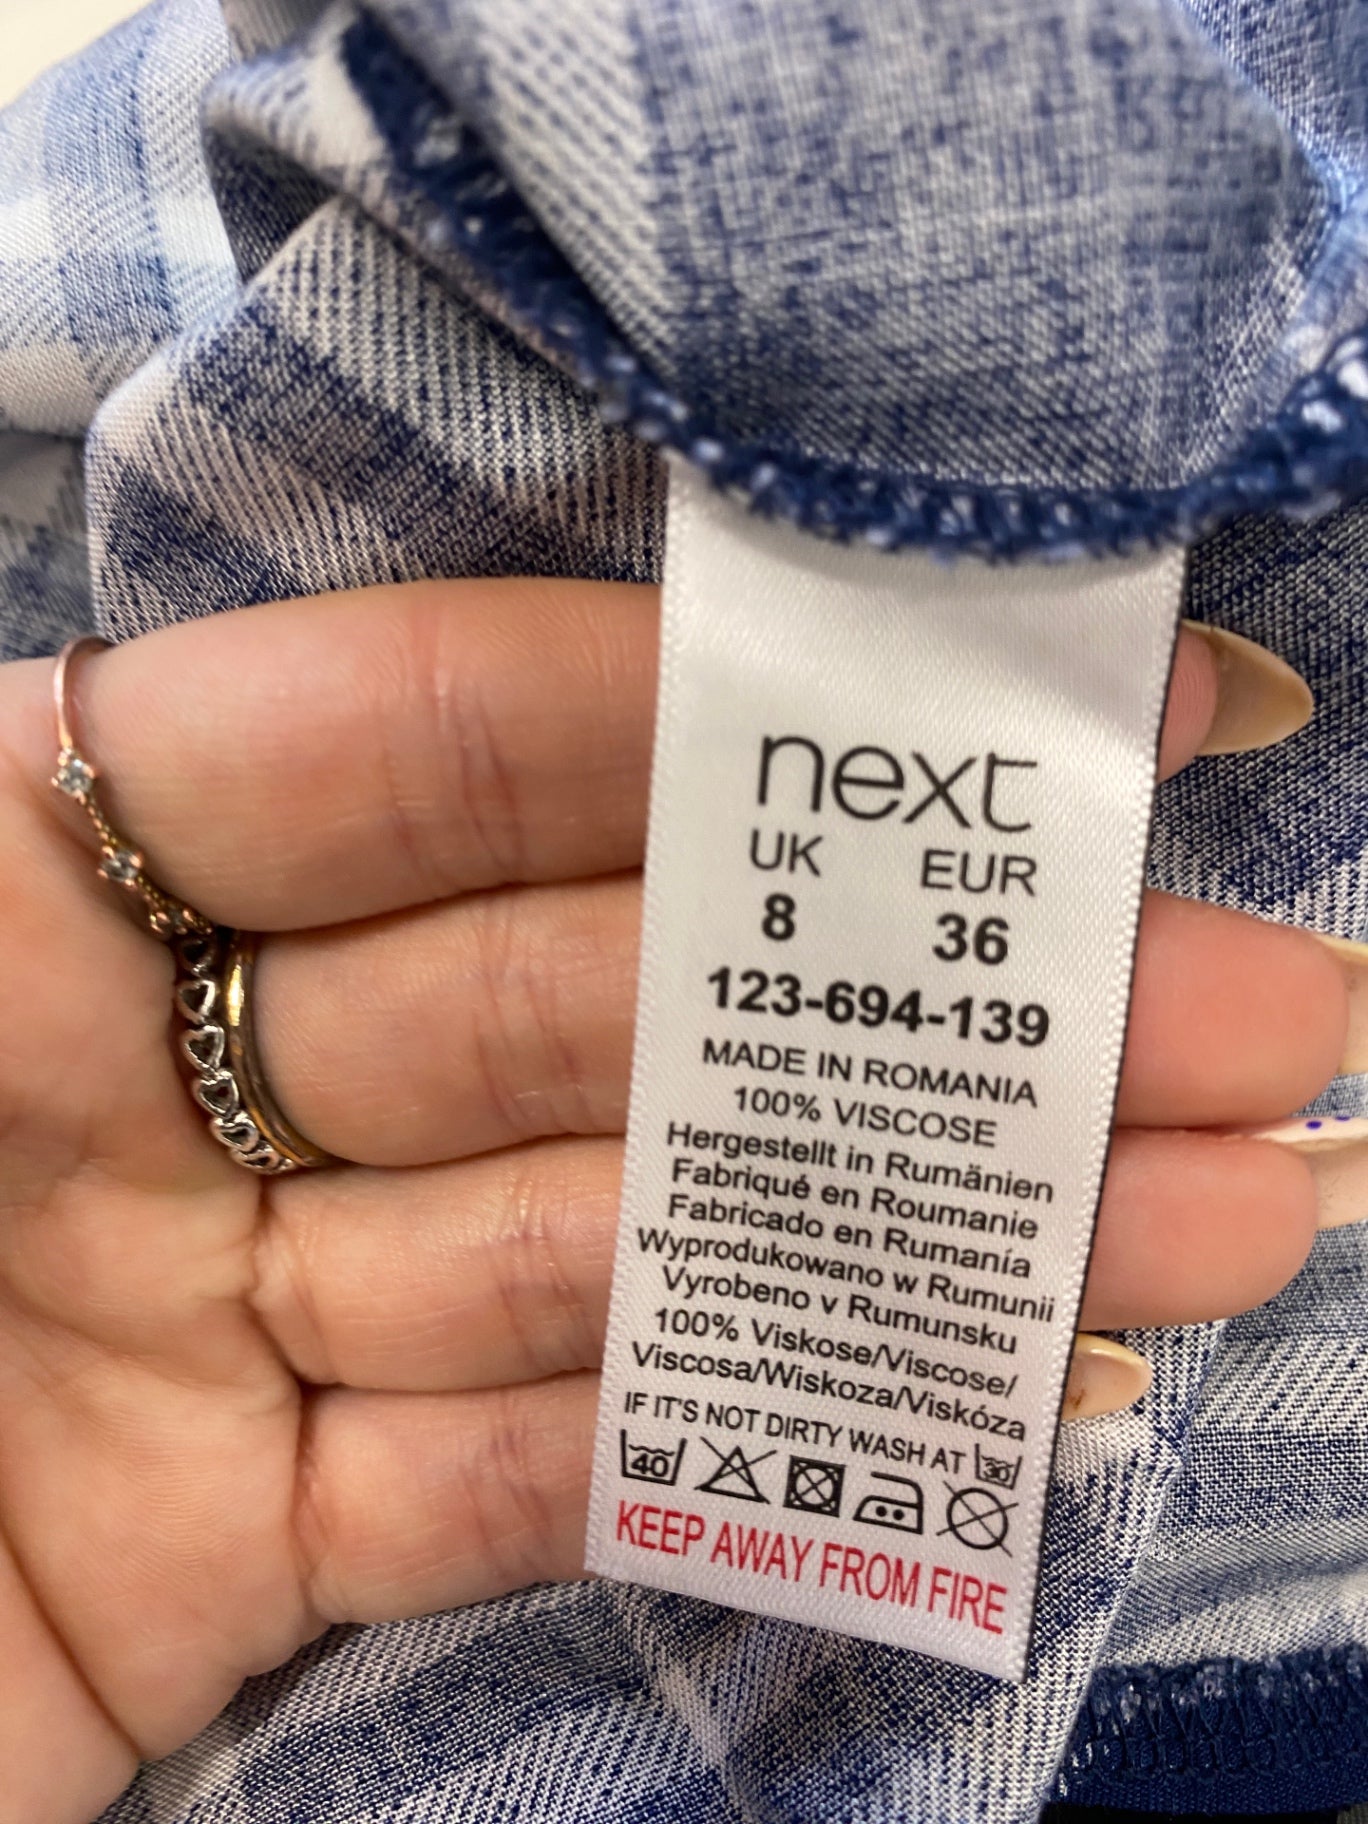 next
UK EUR
8 36
123-694-139
MADE IN ROMANIA
100% VISCOSE
Hergestellt in Rumänien
Fabriqué en Roumanie
Fabricado en Rumanía
Wyprodukowano w Rumunii
Vyrobeno v Rumunsku
100% Viskose/Viscose/
Viscosa/Wiskoza/Viskóza
IF IT'S NOT DIRTY WASH AT 30
40
KEEP AWAY FROM FIRE